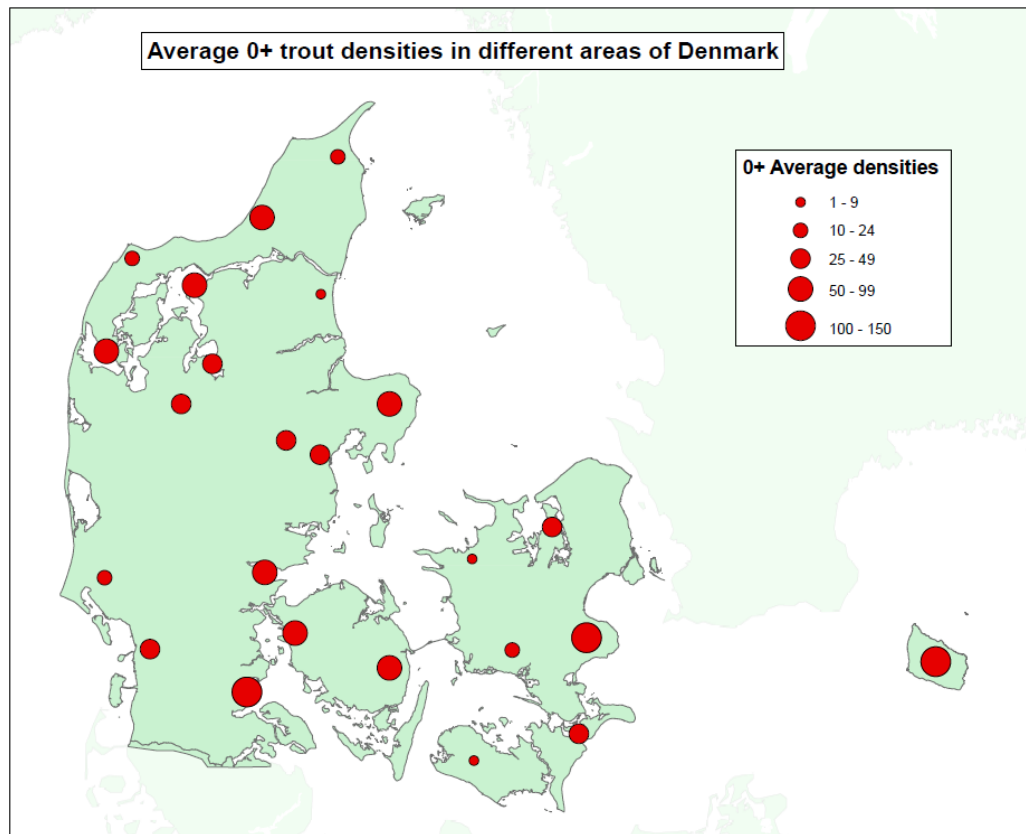 Average 0+ trout densities in different areas of Denmark
0+ Average densities
1 - 9
10 - 24
25 - 49
50 - 99
100 - 150